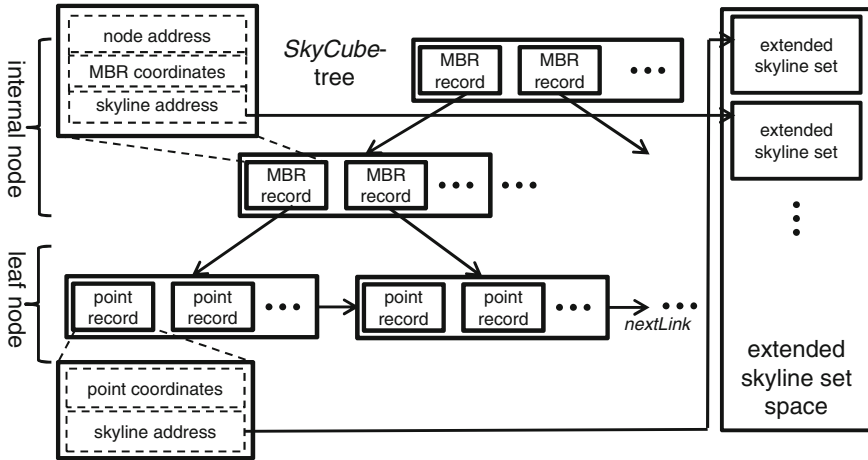 node address
MBR coordinates
skyline address
SkyCube-
tree
MBR
record
MBR
record
•••
extended
skyline set
extended
skyline set
internal node
MBR
record
MBR
record
•••
•••
leaf node
point
record
point
record
•••
point
record
point
record
•••
•••
nextLink
point coordinates
skyline address
extended
skyline set
space